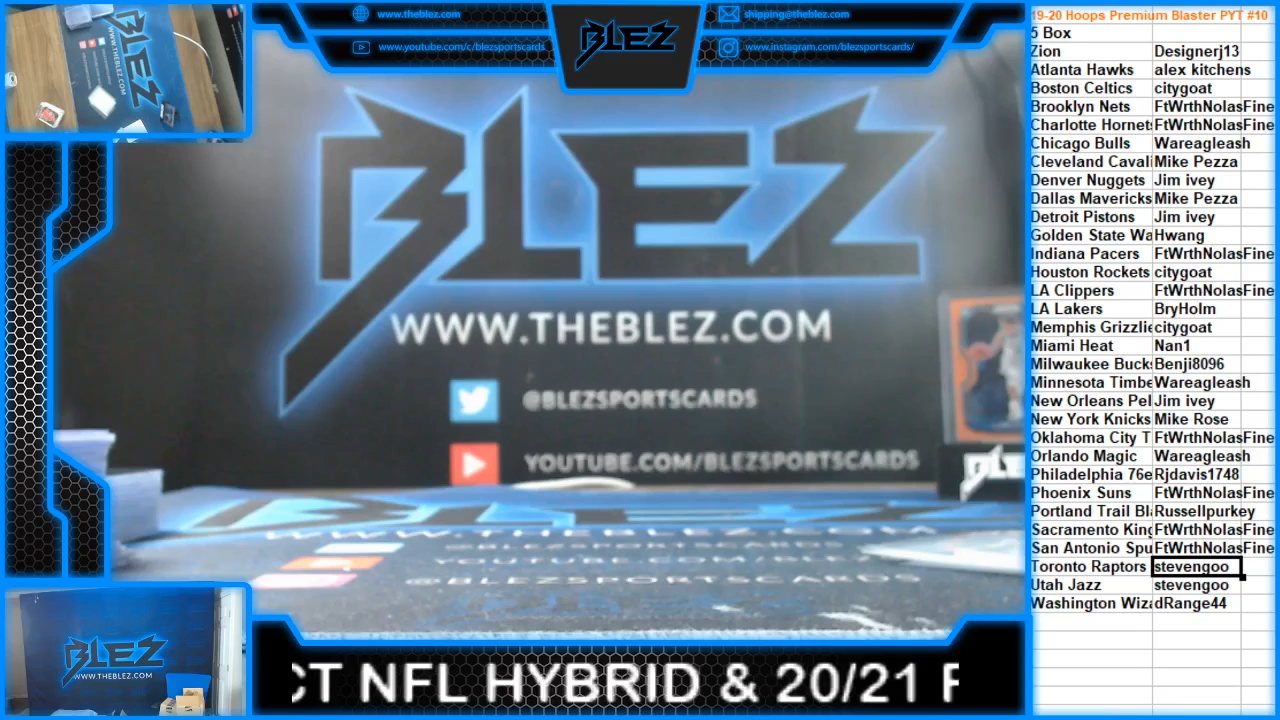 www.theblez.com
www.youtube.com/c/blezsportscards
BLEZ
shipping@theblez.com
www.instagram.com/blezsportscards/
BLEZ
WWW.THEBLEZ.COM
@BLEZSPORTSCARDS
YOUTUBE.COM/BLEZSPORTSCARDS
WWW.THEBLEZ.COM
@BLEZSPORTSCARDS
BLEZ
WWW.THEBLEZ.COM
CT NFL HYBRID & 20/21 F
19-20 Hoops Premium Blaster PYT #10
5 Box
Zion Designerj13
Atlanta Hawks alex kitchens
Boston Celtics citygoat
Brooklyn Nets FtWrthNolasFine
Charlotte Hornets FtWrthNolasFine
Chicago Bulls Wareagleash
Cleveland Cavali Mike Pezza
Denver Nuggets Jim ivey
Dallas Mavericks Mike Pezza
Detroit Pistons Jim ivey
Golden State Wa Hwang
Indiana Pacers FtWrthNolasFine
Houston Rockets citygoat
LA Clippers FtWrthNolasFine
LA Lakers BryHolm
Memphis Grizzlie citygoat
Miami Heat Nan1
Milwaukee Bucks Benji8096
Minnesota Timbe Wareagleash
New Orleans Pel Jim ivey
New York Knicks Mike Rose
Oklahoma City T FtWrthNolasFine
Orlando Magic Wareagleash
Philadelphia 76e Rjdavis1748
Phoenix Suns FtWrthNolasFine
Portland Trail Bl Russellpurkey
Sacramento King FtWrthNolasFine
San Antonio Spu FtWrthNolasFine
Toronto Raptors stevengoo
Utah Jazz stevengoo
Washington Wiza dRange44